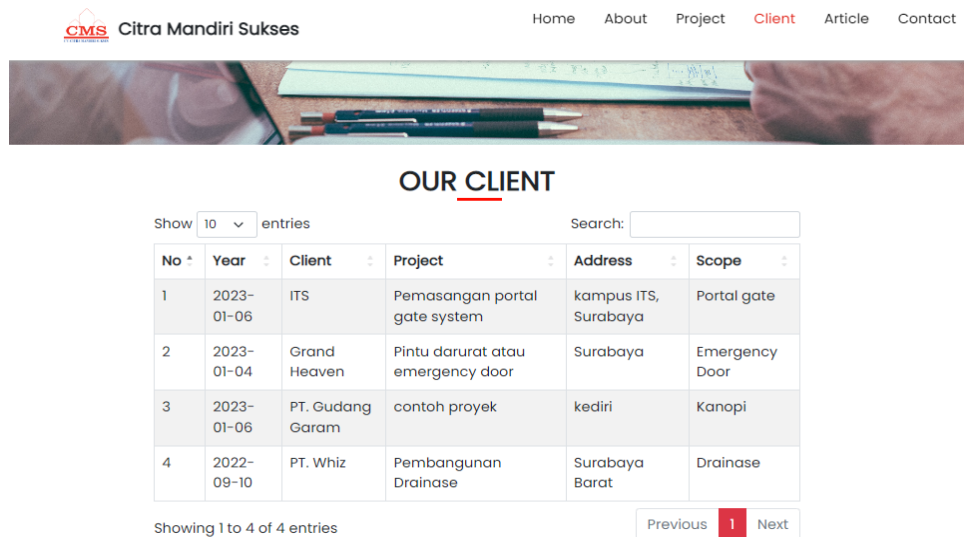 CMS
Citra Mandiri Sukses
Home About Project Client Article Contact
OUR CLIENT
Show 10 entries
Search:
No Year Client Project Address Scope
1 2023- ITS Pemasangan portal kampus ITS, Portal gate
01-06 gate system Surabaya
2 2023- Grand Pintu darurat atau Surabaya Emergency
01-04 Heaven emergency door Door
3 2023- PT. Gudang contoh proyek kediri Kanopi
01-06 Garam
4 2022- PT. Whiz Pembangunan Surabaya Drainase
09-10 Drainase Barat
Showing 1 to 4 of 4 entries
Previous 1 Next